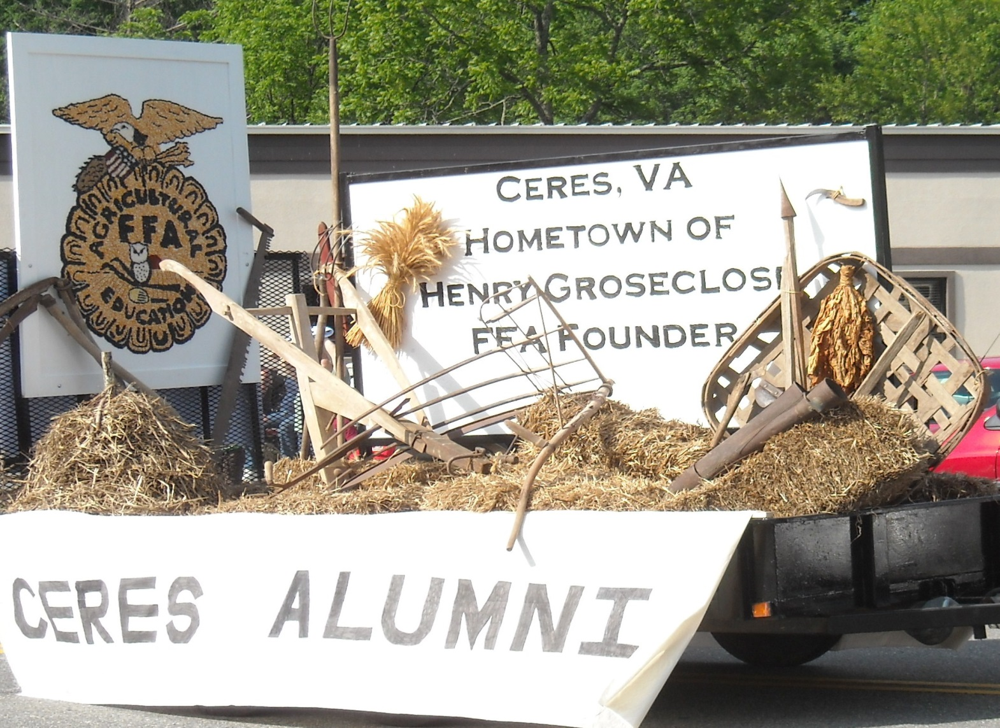 AGRICULTURAL
FFA
EDUCATION
CERES, VA
HOMETOWN OF
HENRY GROSECLOSE
FFA FOUNDER
CERES ALUMNI